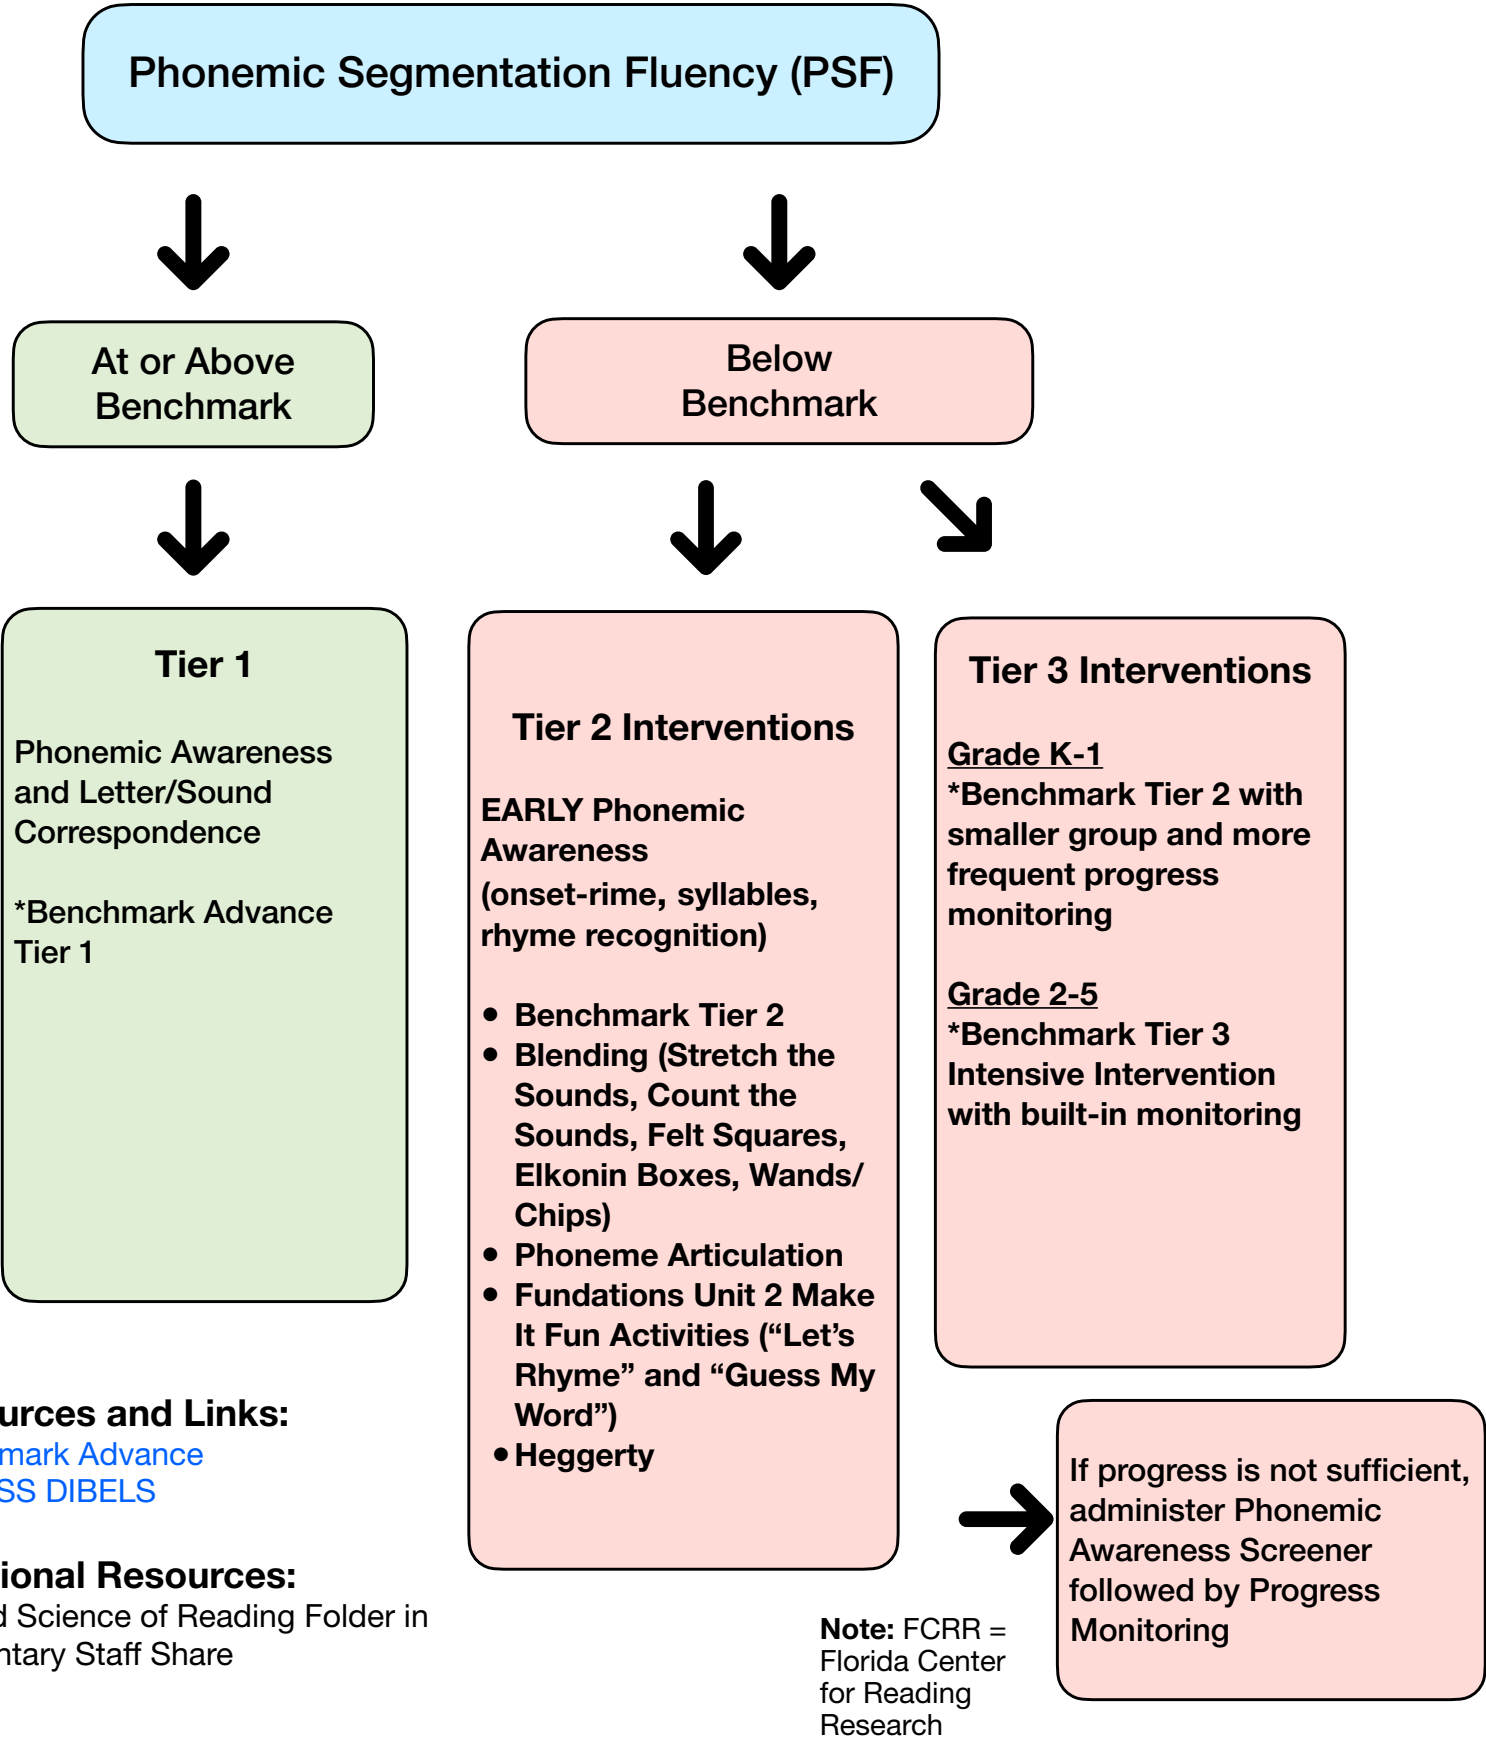 Phonemic Segmentation Fluency (PSF)
At or Above
Benchmark
Below
Benchmark
Tier 1
Phonemic Awareness
and Letter/Sound
Correspondence
*Benchmark Advance
Tier 1
Tier 2 Interventions
EARLY Phonemic
Awareness
(onset-rime, syllables,
rhyme recognition)
• Benchmark Tier 2
• Blending (Stretch the
Sounds, Count the
Sounds, Felt Squares,
Elkonin Boxes, Wands/
Chips)
• Phoneme Articulation
• Fundations Unit 2 Make
It Fun Activities (“Let’s
Rhyme” and “Guess My
Word”)
• Heggerty
Tier 3 Interventions
Grade K-1
*Benchmark Tier 2 with
smaller group and more
frequent progress
monitoring
Grade 2-5
*Benchmark Tier 3
Intensive Intervention
with built-in monitoring
If progress is not sufficient,
administer Phonemic
Awareness Screener
followed by Progress
Monitoring
urces and Links:
mark Advance
SS DIBELS
ional Resources:
d Science of Reading Folder in
ntary Staff Share
Note: FCRR =
Florida Center
for Reading
Research